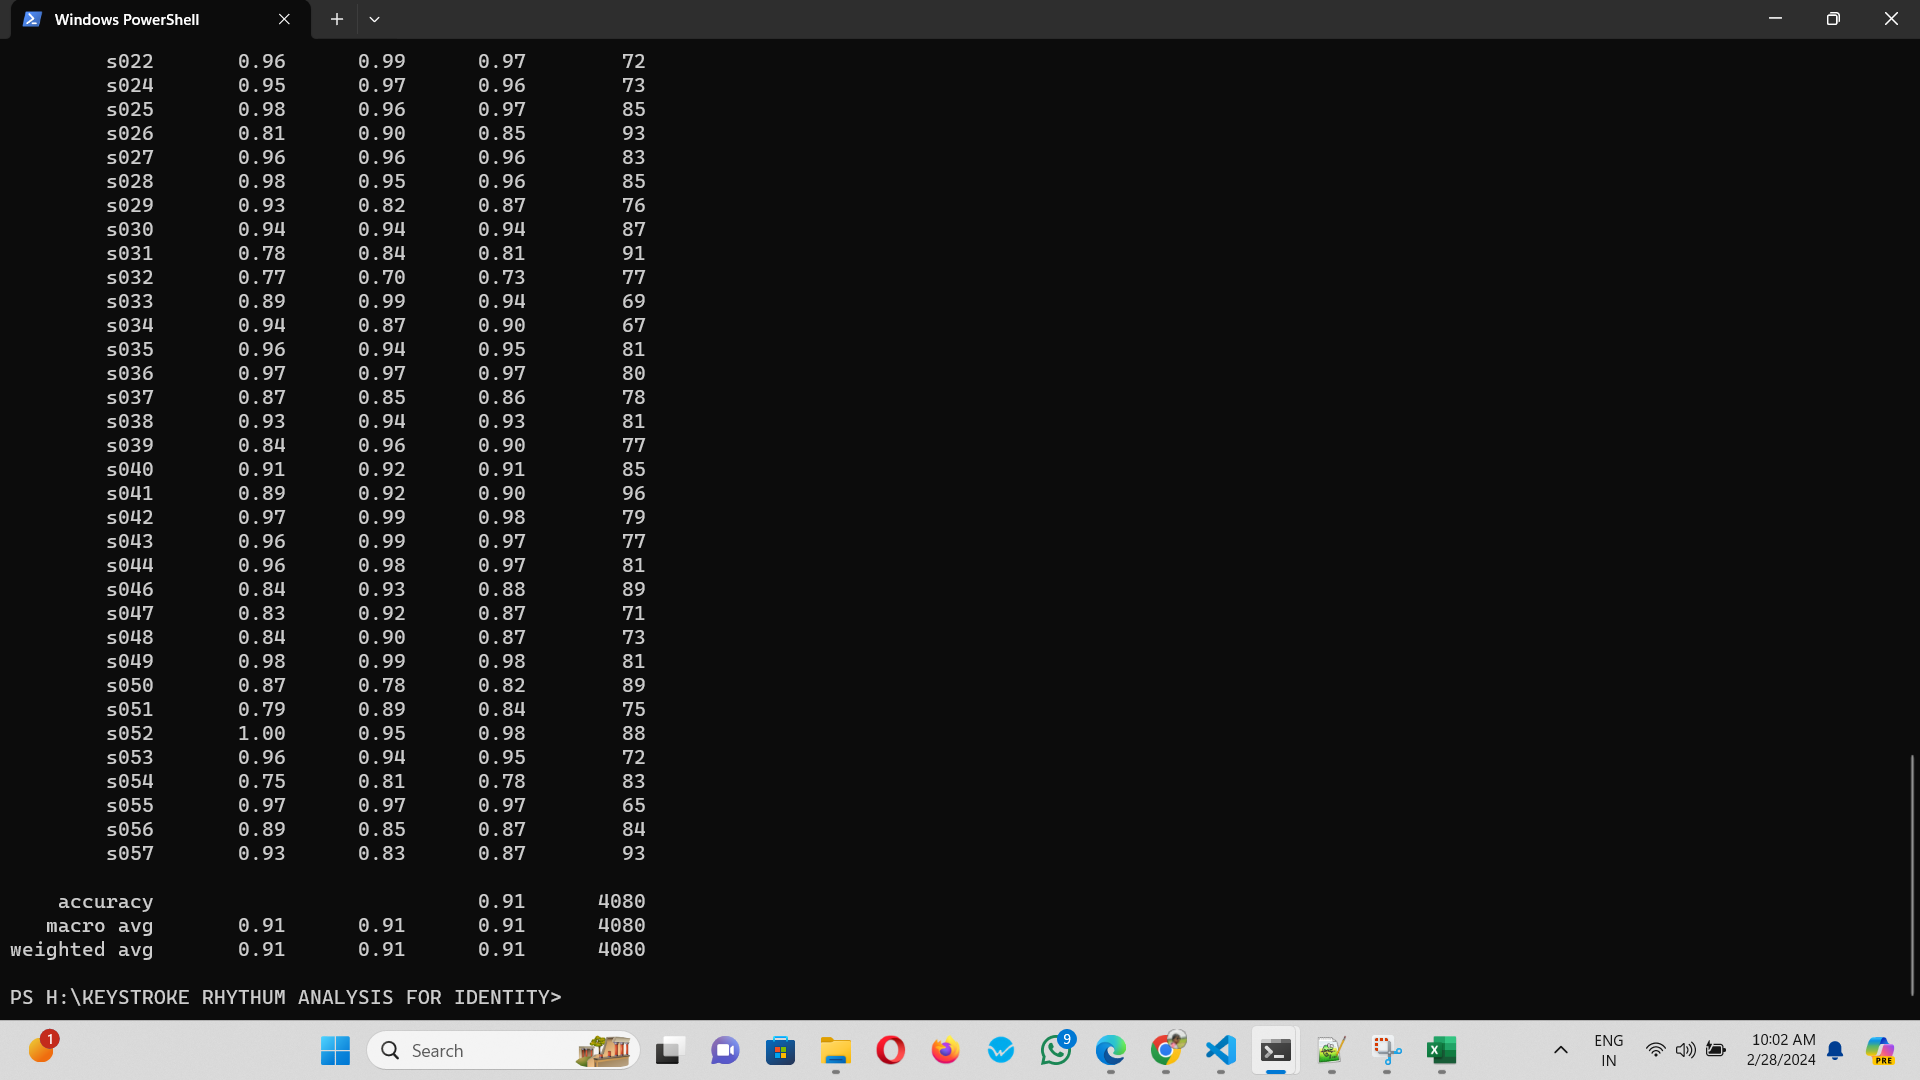 Windows PowerShell
s022 0.96 0.99 0.97 72
s024 0.95 0.97 0.96 73
s025 0.98 0.96 0.97 85
s026 0.81 0.90 0.85 93
s027 0.96 0.96 0.96 83
s028 0.98 0.95 0.96 85
s029 0.93 0.82 0.87 76
s030 0.94 0.94 0.94 87
s031 0.78 0.84 0.81 91
s032 0.77 0.70 0.73 77
s033 0.89 0.99 0.94 69
s034 0.94 0.87 0.90 67
s035 0.96 0.94 0.95 81
s036 0.97 0.97 0.97 80
s037 0.87 0.85 0.86 78
s038 0.93 0.94 0.93 81
s039 0.84 0.96 0.90 77
s040 0.91 0.92 0.91 85
s041 0.89 0.92 0.90 96
s042 0.97 0.99 0.98 79
s043 0.96 0.99 0.97 77
s044 0.96 0.98 0.97 81
s046 0.84 0.93 0.88 89
s047 0.83 0.92 0.87 71
s048 0.84 0.90 0.87 73
s049 0.98 0.99 0.98 81
s050 0.87 0.78 0.82 89
s051 0.79 0.89 0.84 75
s052 1.00 0.95 0.98 88
s053 0.96 0.94 0.95 72
s054 0.75 0.81 0.78 83
s055 0.97 0.97 0.97 65
s056 0.89 0.85 0.87 84
s057 0.93 0.83 0.87 93
accuracy 0.91 4080
macro avg 0.91 0.91 0.91 4080
weighted avg 0.91 0.91 0.91 4080
PS H:\KEYSTROKE RHYTHUM ANALYSIS FOR IDENTITY>
1
Search
9
ENG
IN
10:02 AM
2/28/2024
PRE